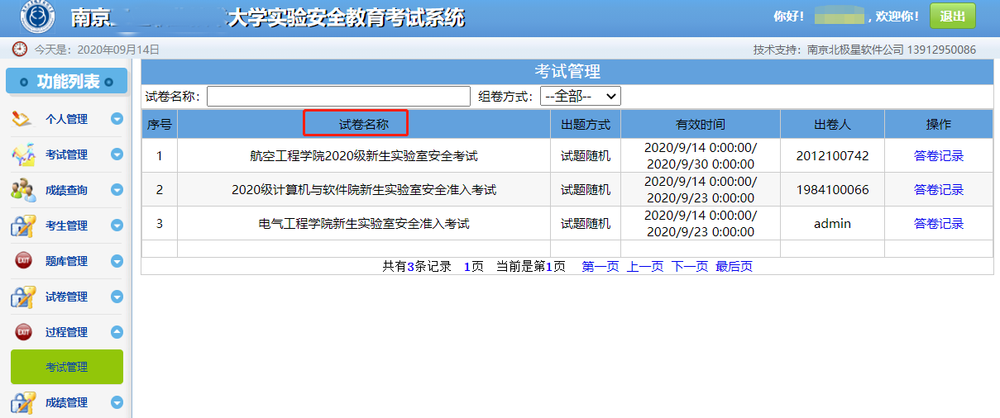 南京 大学实验安全教育考试系统
你好! ,欢迎你! 退出
今天是: 2020年09月14日
技术支持: 南京北极星软件公司 13912950086
功能列表
个人管理
考试管理
成绩查询
考生管理
题库管理
试卷管理
过程管理
考试管理
成绩管理
考试管理
试卷名称: 组卷方式: --全部--
序号 试卷名称 出题方式 有效时间 出卷人 操作
1 航空工程学院2020级新生实验室安全考试 试题随机 2020/9/14 0:00:00/ 2012100742 答卷记录
2020/9/30 0:00:00
2 2020级计算机与软件院新生实验室安全准入考试 试题随机 2020/9/14 0:00:00/ 1984100066 答卷记录
2020/9/23 0:00:00
3 电气工程学院新生实验室安全准入考试 试题随机 2020/9/14 0:00:00/ admin 答卷记录
2020/9/23 0:00:00
共有3条记录 1页 当前是第1页 第一页 上一页 下一页 最后页